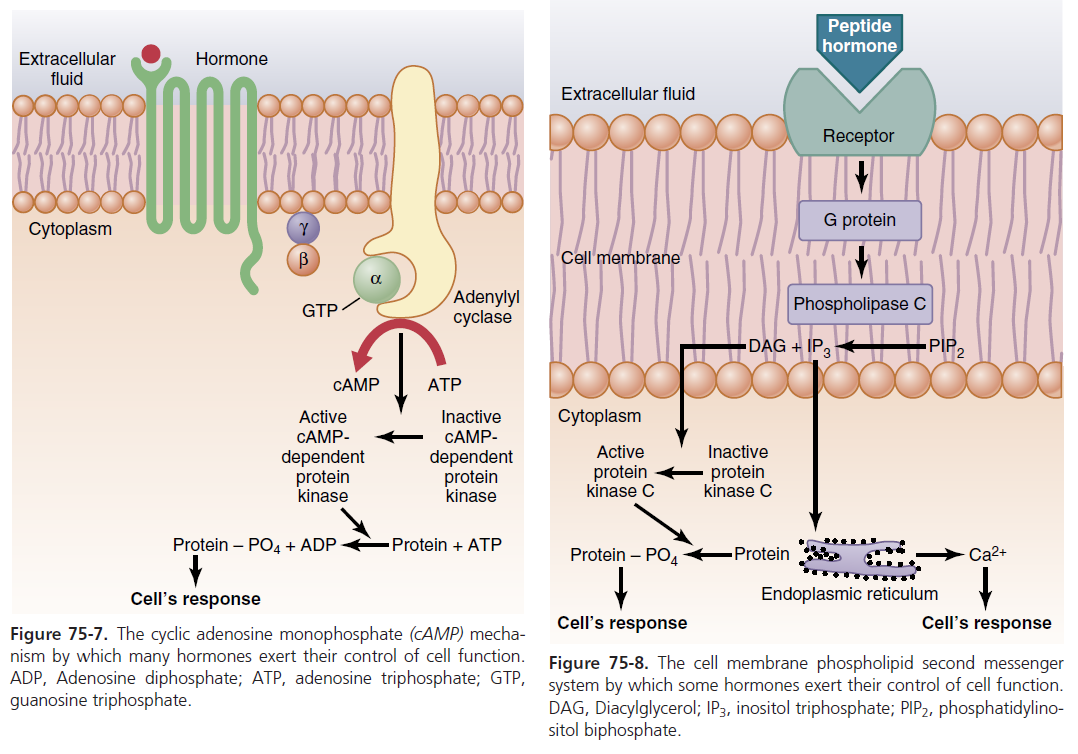 Extracellular
fluid
Hormone
Cytoplasm
γ
β
α
GTP
Adenylyl
cyclase
cAMP
ATP
Active
cAMP-
dependent
protein
kinase
Inactive
cAMP-
dependent
protein
kinase
Protein – PO4 + ADP
Protein + ATP
Cell's response
Figure 75-7. The cyclic adenosine monophosphate (cAMP) mecha-
nism by which many hormones exert their control of cell function.
ADP, Adenosine diphosphate; ATP, adenosine triphosphate; GTP,
guanosine triphosphate.
Peptide
hormone
Extracellular fluid
Receptor
G protein
Cell membrane
Phospholipase C
DAG + IP3
PIP2
Cytoplasm
Active
protein
kinase C
Inactive
protein
kinase C
Protein – PO4
Protein
Ca2+
Endoplasmic reticulum
Cell's response
Cell's response
Figure 75-8. The cell membrane phospholipid second messenger
system by which some hormones exert their control of cell function.
DAG, Diacylglycerol; IP3, inositol triphosphate; PIP2, phosphatidylino-
sitol biphosphate.